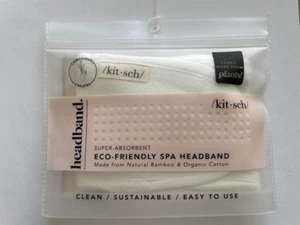 /kit·sch/
plants!
/kit·sch/
headband.
SUPER-ABSORBENT
ECO-FRIENDLY SPA HEADBAND
Made from Natural Bamboo & Organic Cotton
CLEAN / SUSTAINABLE / EASY TO USE